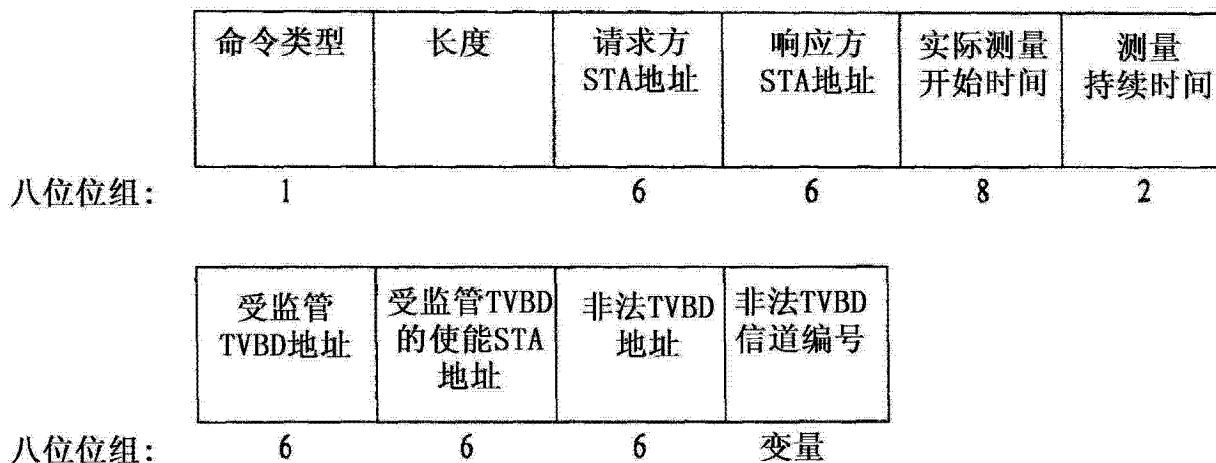 命令类型 长度 请求方 响应方 实际测量 测量
STA地址 STA地址 开始时间 持续时间
八位位组: 1 6 6 8 2
受监管 受监管TVBD 非法TVBD 非法TVBD
TVBD地址 的使能STA 地址 信道编号
地址
八位位组: 6 6 6 变量